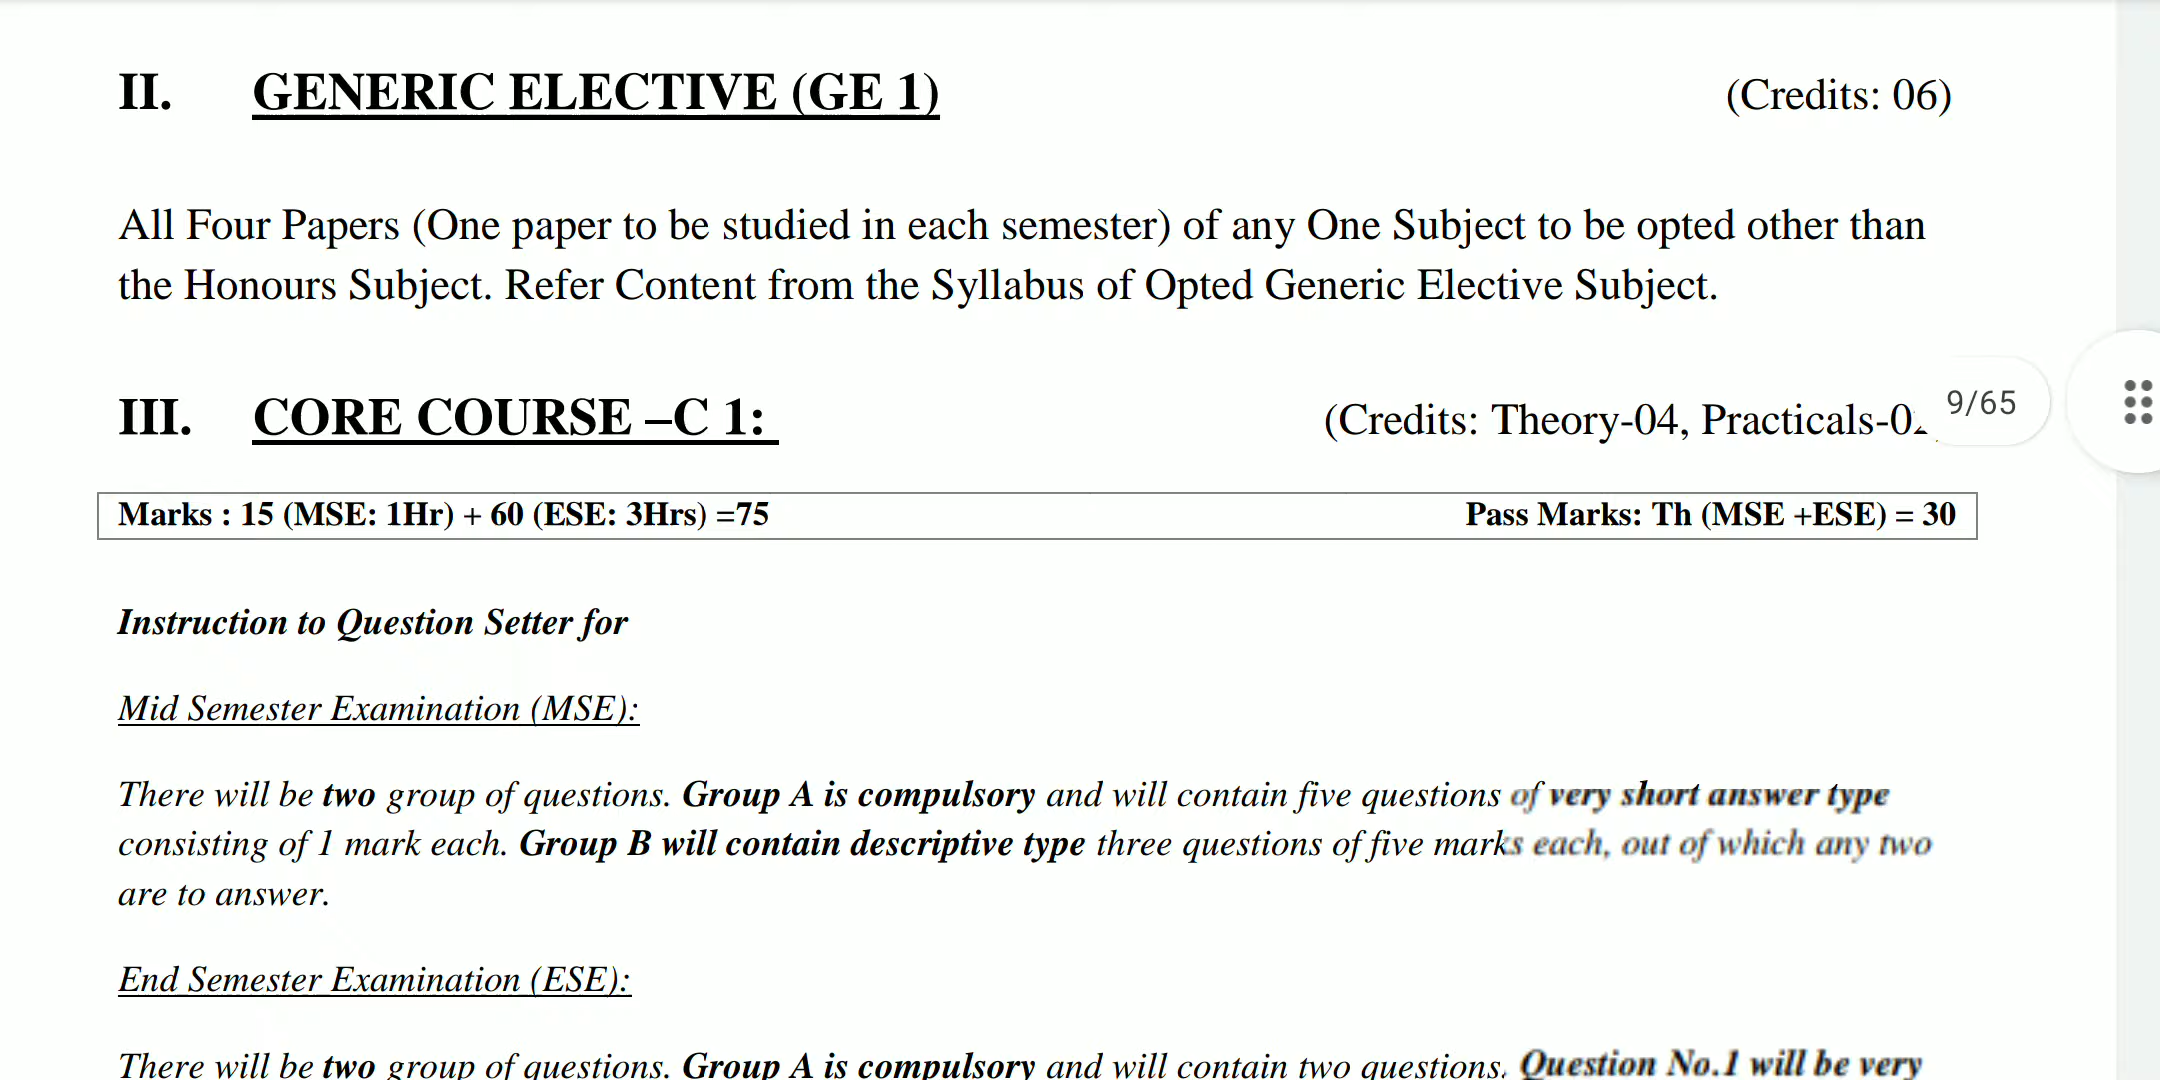 II. GENERIC ELECTIVE (GE 1) (Credits: 06)
All Four Papers (One paper to be studied in each semester) of any One Subject to be opted other than
the Honours Subject. Refer Content from the Syllabus of Opted Generic Elective Subject.
III. CORE COURSE –C 1: (Credits: Theory-04,
9/65
Marks : 15 (MSE: 1Hr) + 60 (ESE: 3Hrs) =75 Pass Marks: Th (MSE +ESE) = 30
Instruction to Question Setter for
Mid Semester Examination (MSE):
There will be two group of questions. Group A is compulsory and will contain five questions of very short answer type
consisting of 1 mark each. Group B will contain descriptive type three questions of five marks each, out of which any two
are to answer.
End Semester Examination (ESE):
There will be two group of questions. Group A is compulsory and will contain two questions. Question No.1 will be very